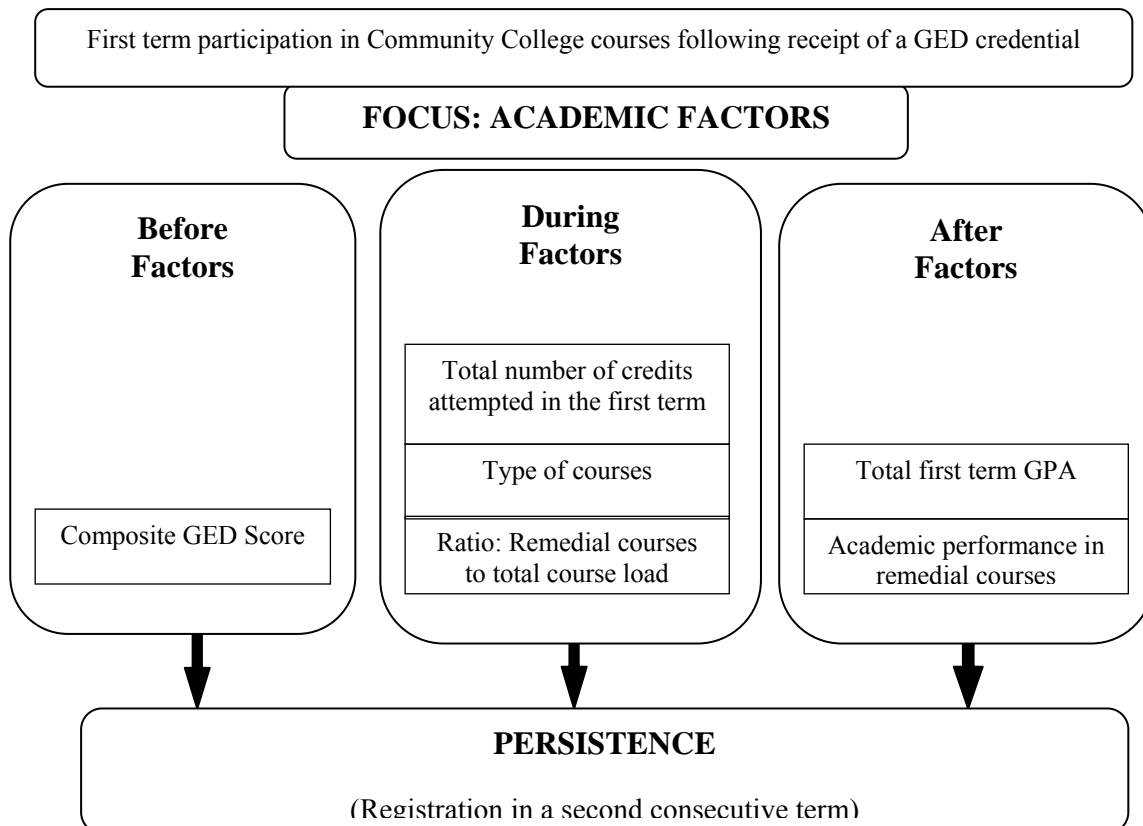 First term participation in Community College courses following receipt of a GED credential
FOCUS: ACADEMIC FACTORS
Before
Factors
Composite GED Score
During
Factors
Total number of credits
attempted in the first term
Type of courses
Ratio: Remedial courses
to total course load
After
Factors
Total first term GPA
Academic performance in
remedial courses
PERSISTENCE
(Registration in a second consecutive term)